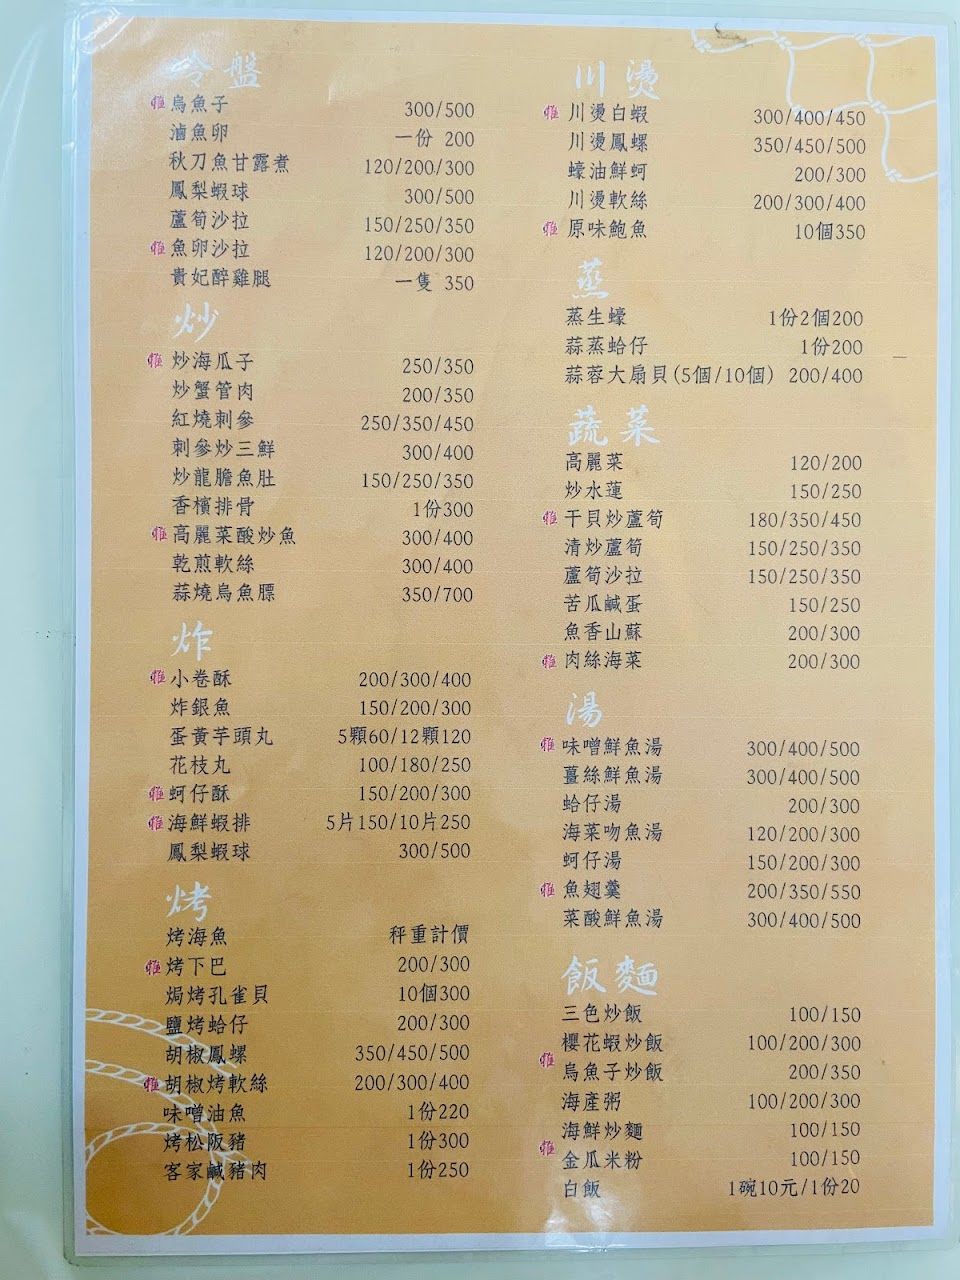 冷盤
雅 烏魚子 300/500
滷魚卵 一份 200
秋刀魚甘露煮 120/200/300
鳳梨蝦球 300/500
蘆筍沙拉 150/250/350
雅 魚卵沙拉 120/200/300
貴妃醉雞腿 一隻 350
炒
雅 炒海瓜子 250/350
炒蟹管肉 200/350
紅燒刺參 250/350/450
刺參炒三鮮 300/400
炒龍膽魚肚 150/250/350
香檳排骨 1份300
雅 高麗菜酸炒魚 300/400
乾煎軟絲 300/400
蒜燒烏魚膘 350/700
炸
雅 小卷酥 200/300/400
炸銀魚 150/200/300
蛋黃芋頭丸 5顆60/12顆120
花枝丸 100/180/250
雅 蚵仔酥 150/200/300
雅 海鮮蝦排 5片150/10片250
鳳梨蝦球 300/500
烤
烤海魚 秤重計價
雅 烤下巴 200/300
焗烤孔雀貝 10個300
鹽烤蛤仔 200/300
胡椒鳳螺 350/450/500
雅 胡椒烤軟絲 200/300/400
味噌油魚 1份220
烤松阪豬 1份300
客家鹹豬肉 1份250
川燙
雅 川燙白蝦 300/400/450
川燙鳳螺 350/450/500
蠔油鮮蚵 200/300
川燙軟絲 200/300/400
雅 原味鮑魚 10個350
蒸
蒸生蠔 1份2個200
蒜蒸蛤仔 1份200
蒜蓉大扇貝(5個/10個) 200/400
蔬菜
高麗菜 120/200
炒水蓮 150/250
雅 干貝炒蘆筍 180/350/450
清炒蘆筍 150/250/350
蘆筍沙拉 150/250/350
苦瓜鹹蛋 150/250
魚香山蘇 200/300
雅 肉絲海菜 200/300
湯
雅 味噌鮮魚湯 300/400/500
薑絲鮮魚湯 300/400/500
蛤仔湯 200/300
海菜吻魚湯 120/200/300
蚵仔湯 150/200/300
雅 魚翅羹 200/350/550
菜酸鮮魚湯 300/400/500
飯麵
三色炒飯 100/150
櫻花蝦炒飯 100/200/300
雅 烏魚子炒飯 200/350
海產粥 100/200/300
海鮮炒麵 100/150
雅 金瓜米粉 100/150
白飯 1碗10元/1份20